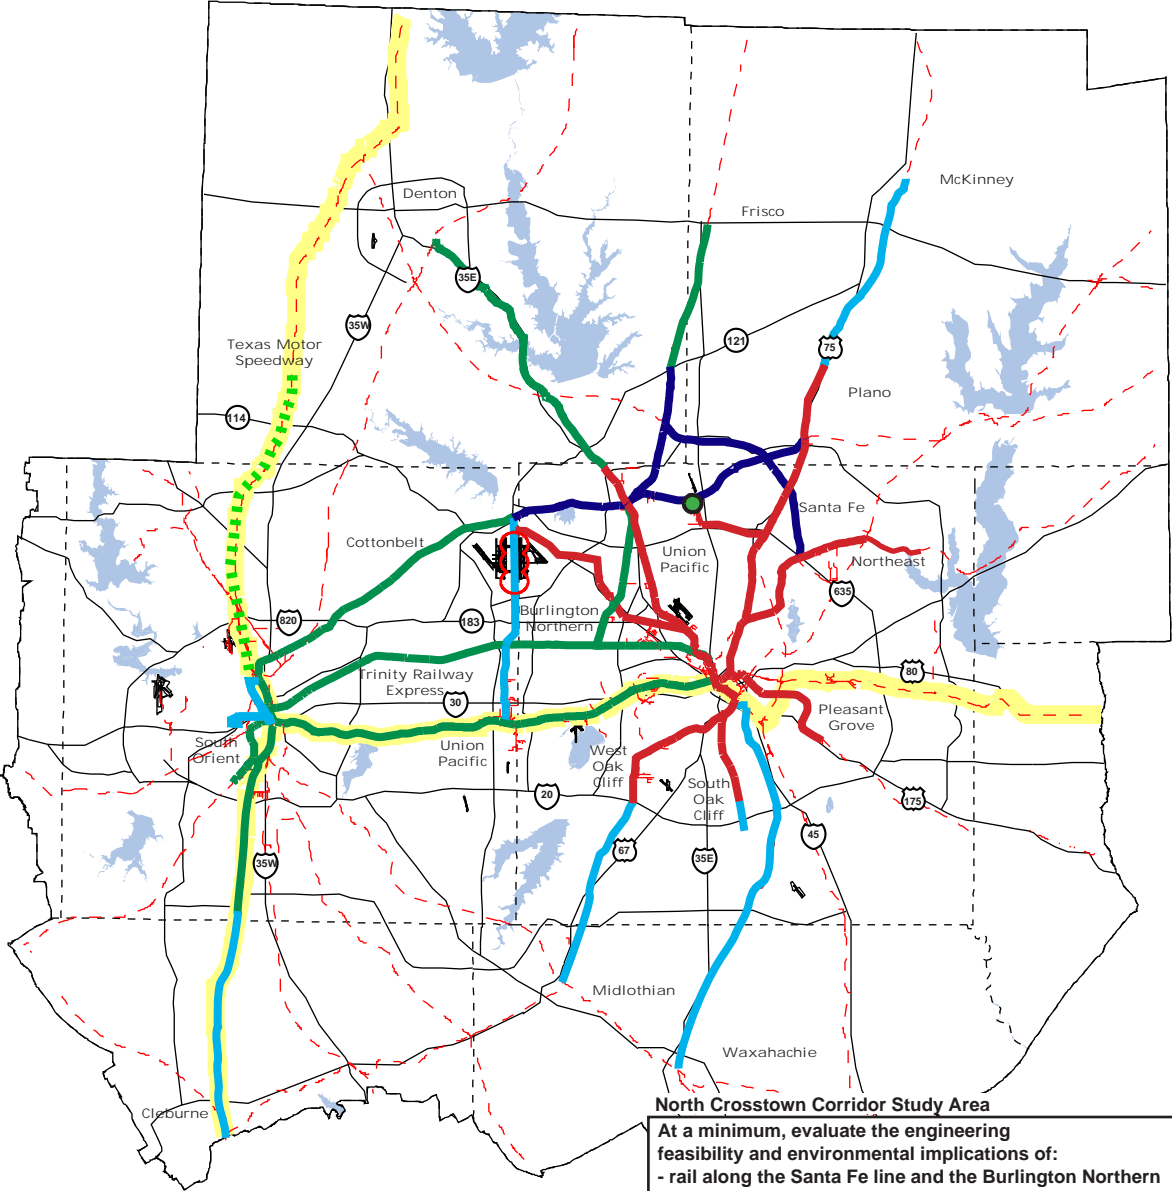 McKinney
Denton
Frisco
35E
35W
121
Texas Motor
Speedway
75
Plano
114
Santa Fe
Cottonbelt
Union
Pacific
Northeast
635
820
183
Burlington
Northern
Trinity Railway
Express
80
30
Pleasant
Grove
South
Orient
Union
Pacific
West
Oak
Cliff
South
Oak
Cliff
20
175
45
67
35E
35W
Midlothian
Waxahachie
Cleburne
North Crosstown Corridor Study Area
At a minimum, evaluate the engineering
feasibility and environmental implications of:
- rail along the Santa Fe line and the Burlington Northern